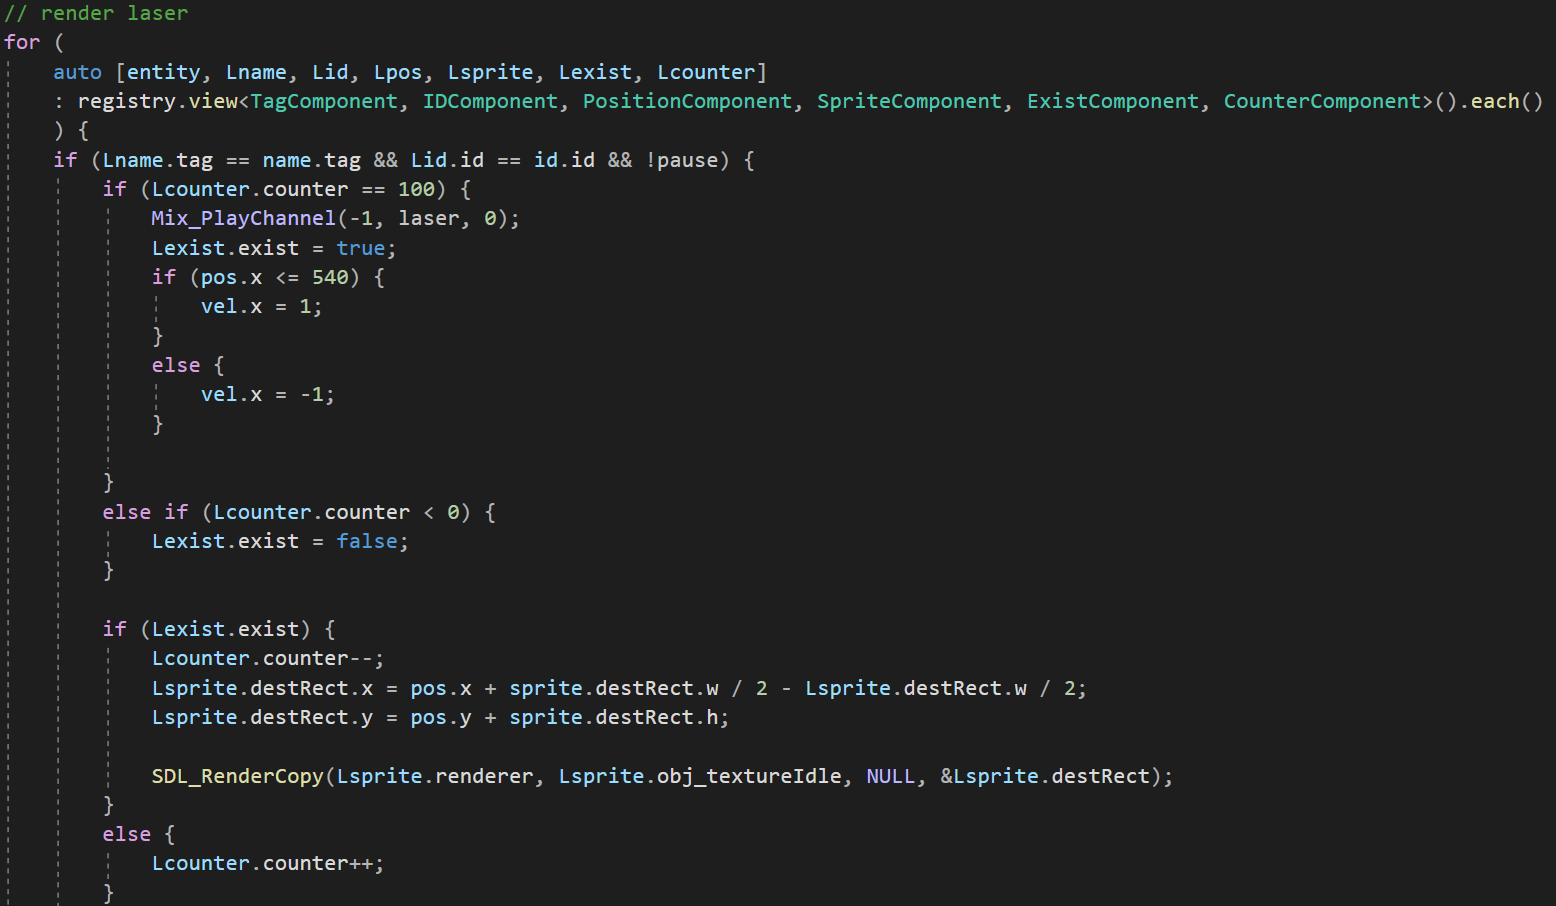 // render laser
for (
    auto [entity, Lname, Lid, Lpos, Lsprite, Lexist, Lcounter]
    : registry.view<TagComponent, IDComponent, PositionComponent, SpriteComponent, ExistComponent, CounterComponent>().each()
    ) {
    if (Lname.tag == name.tag && Lid.id == id.id && !pause) {
        if (Lcounter.counter == 100) {
            Mix_PlayChannel(-1, laser, 0);
            Lexist.exist = true;
            if (pos.x <= 540) {
                vel.x = 1;
            }
            else {
                vel.x = -1;
            }

        }
        else if (Lcounter.counter < 0) {
            Lexist.exist = false;
        }

        if (Lexist.exist) {
            Lcounter.counter--;
            Lsprite.destRect.x = pos.x + sprite.destRect.w / 2 - Lsprite.destRect.w / 2;
            Lsprite.destRect.y = pos.y + sprite.destRect.h;

            SDL_RenderCopy(Lsprite.renderer, Lsprite.obj_textureIdle, NULL, &Lsprite.destRect);
        }
        else {
            Lcounter.counter++;
        }